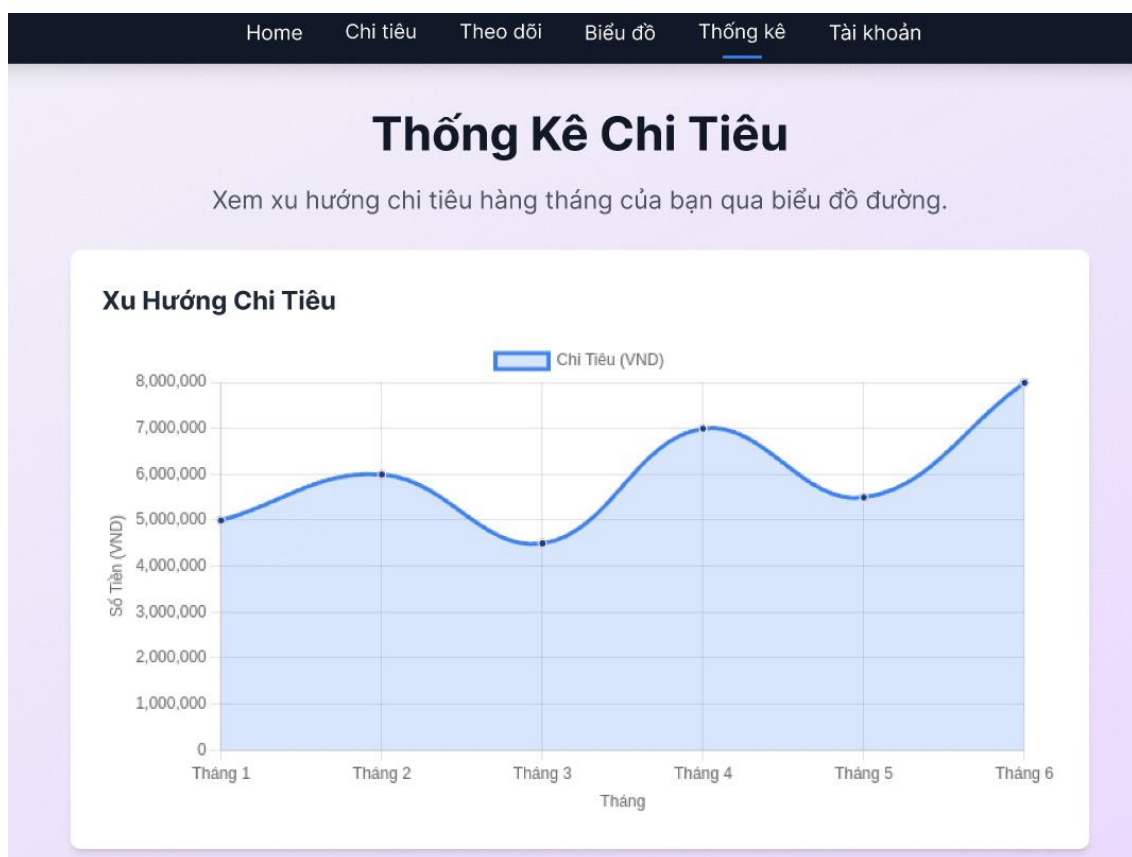 Home Chi tiêu Theo dõi Biểu đồ Thống kê Tài khoản
Thống Kê Chi Tiêu
Xem xu hướng chi tiêu hàng tháng của bạn qua biểu đồ đường.
Xu Hướng Chi Tiêu
Chi Tiêu (VND)
Số Tiền (VND)
8,000,000
7,000,000
6,000,000
5,000,000
4,000,000
3,000,000
2,000,000
1,000,000
0
Tháng 1 Tháng 2 Tháng 3 Tháng 4 Tháng 5 Tháng 6
Tháng